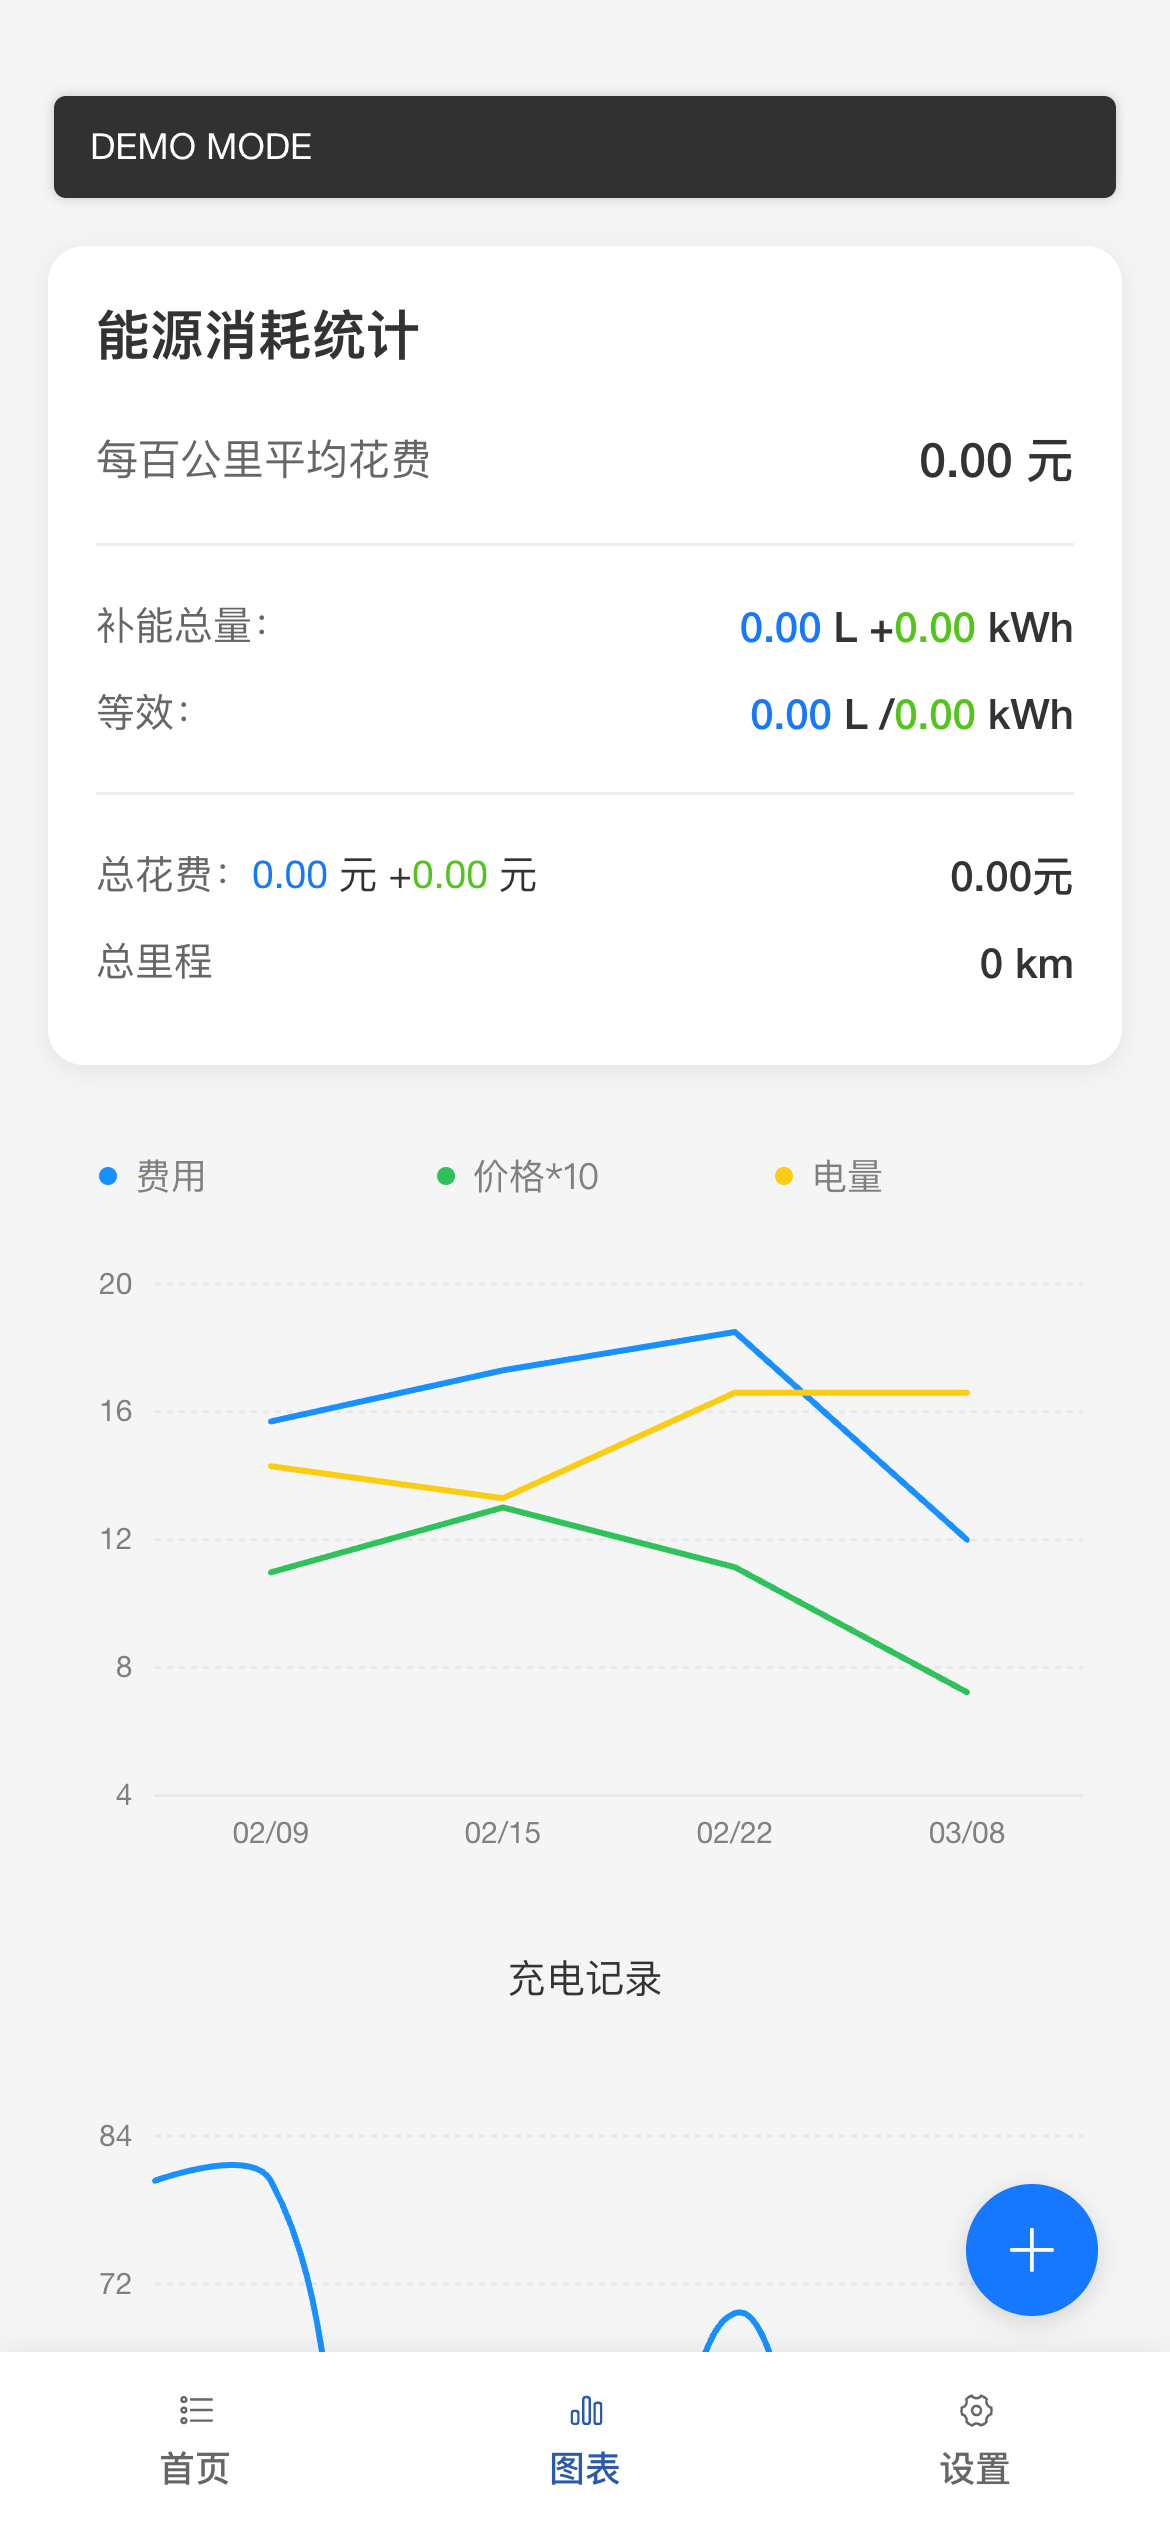 DEMO MODE
能源消耗统计
每百公里平均花费 0.00 元
补能总量: 0.00 L +0.00 kWh
等效: 0.00 L /0.00 kWh
总花费: 0.00 元 +0.00 元 0.00元
总里程 0 km
费用 价格*10 电量
20
16
12
8
4
02/09 02/15 02/22 03/08
充电记录
84
72
首页 图表 设置